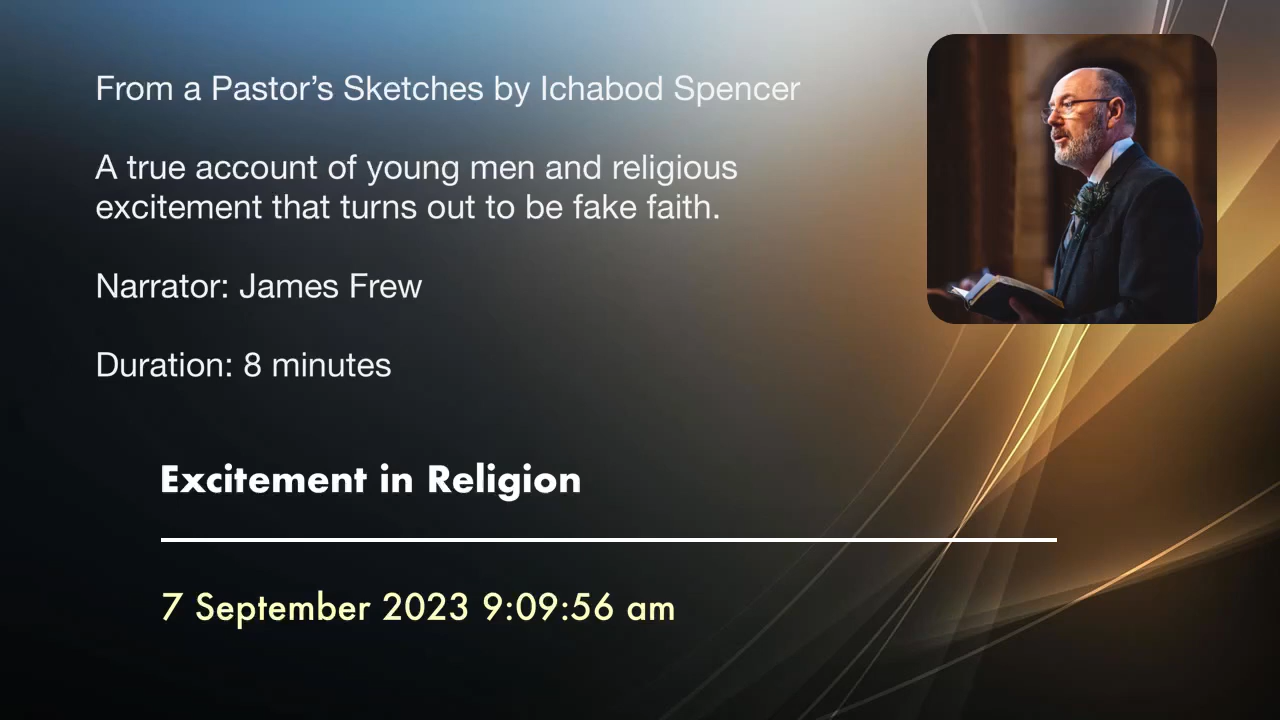 From a Pastor’s Sketches by Ichabod Spencer
A true account of young men and religious
excitement that turns out to be fake faith.
Narrator: James Frew
Duration: 8 minutes
Excitement in Religion
7 September 2023 9:09:56 am